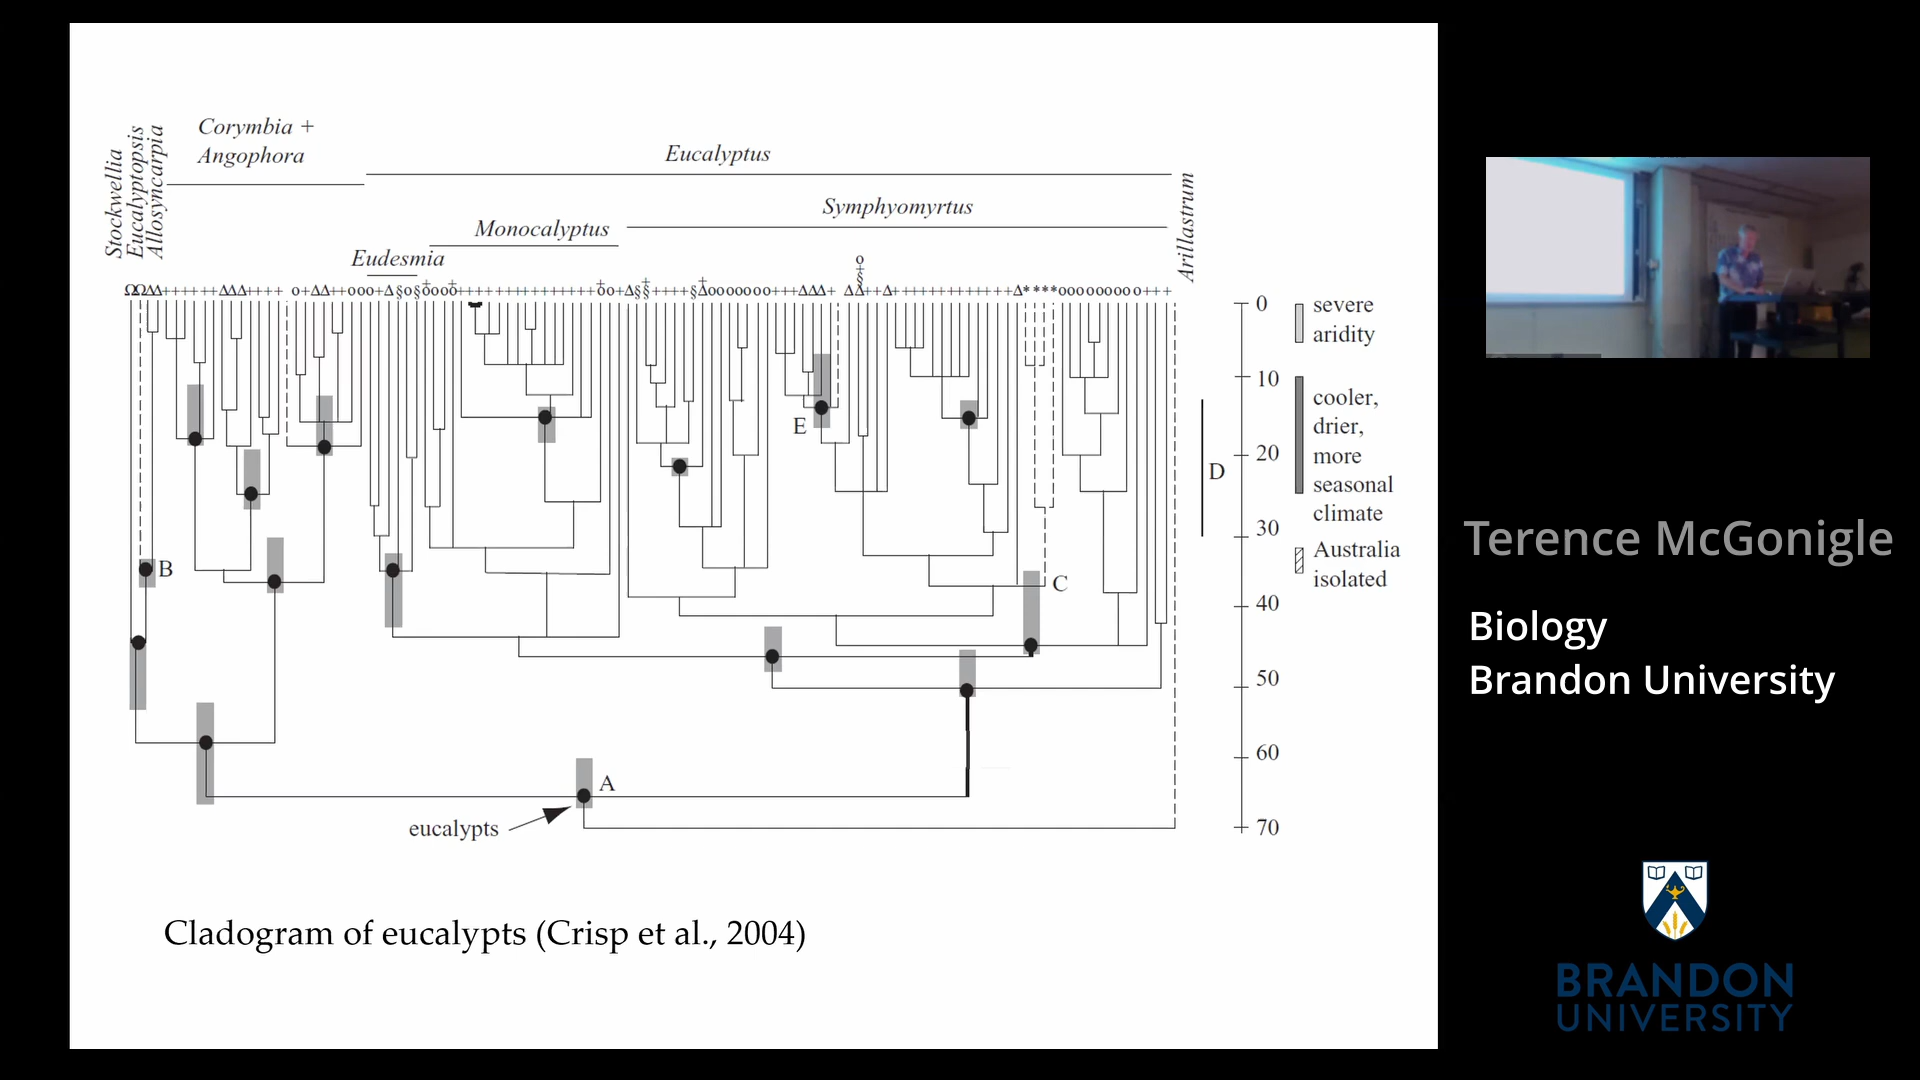 Corymbia +
Angophora
Eucalyptus
Stockwellia
Eucalyptopsis
Allosyncarpia
Symphyomyrtus
Monocalyptus
Eudesmia
Arillastrum
0
10
20
30
40
50
60
70
severe
aridity
cooler,
drier,
more
seasonal
climate
Australia
isolated
A
B
C
D
E
eucalypts
Cladogram of eucalypts (Crisp et al., 2004)
Terence McGonigle
Biology
Brandon University
BRANDON
UNIVERSITY